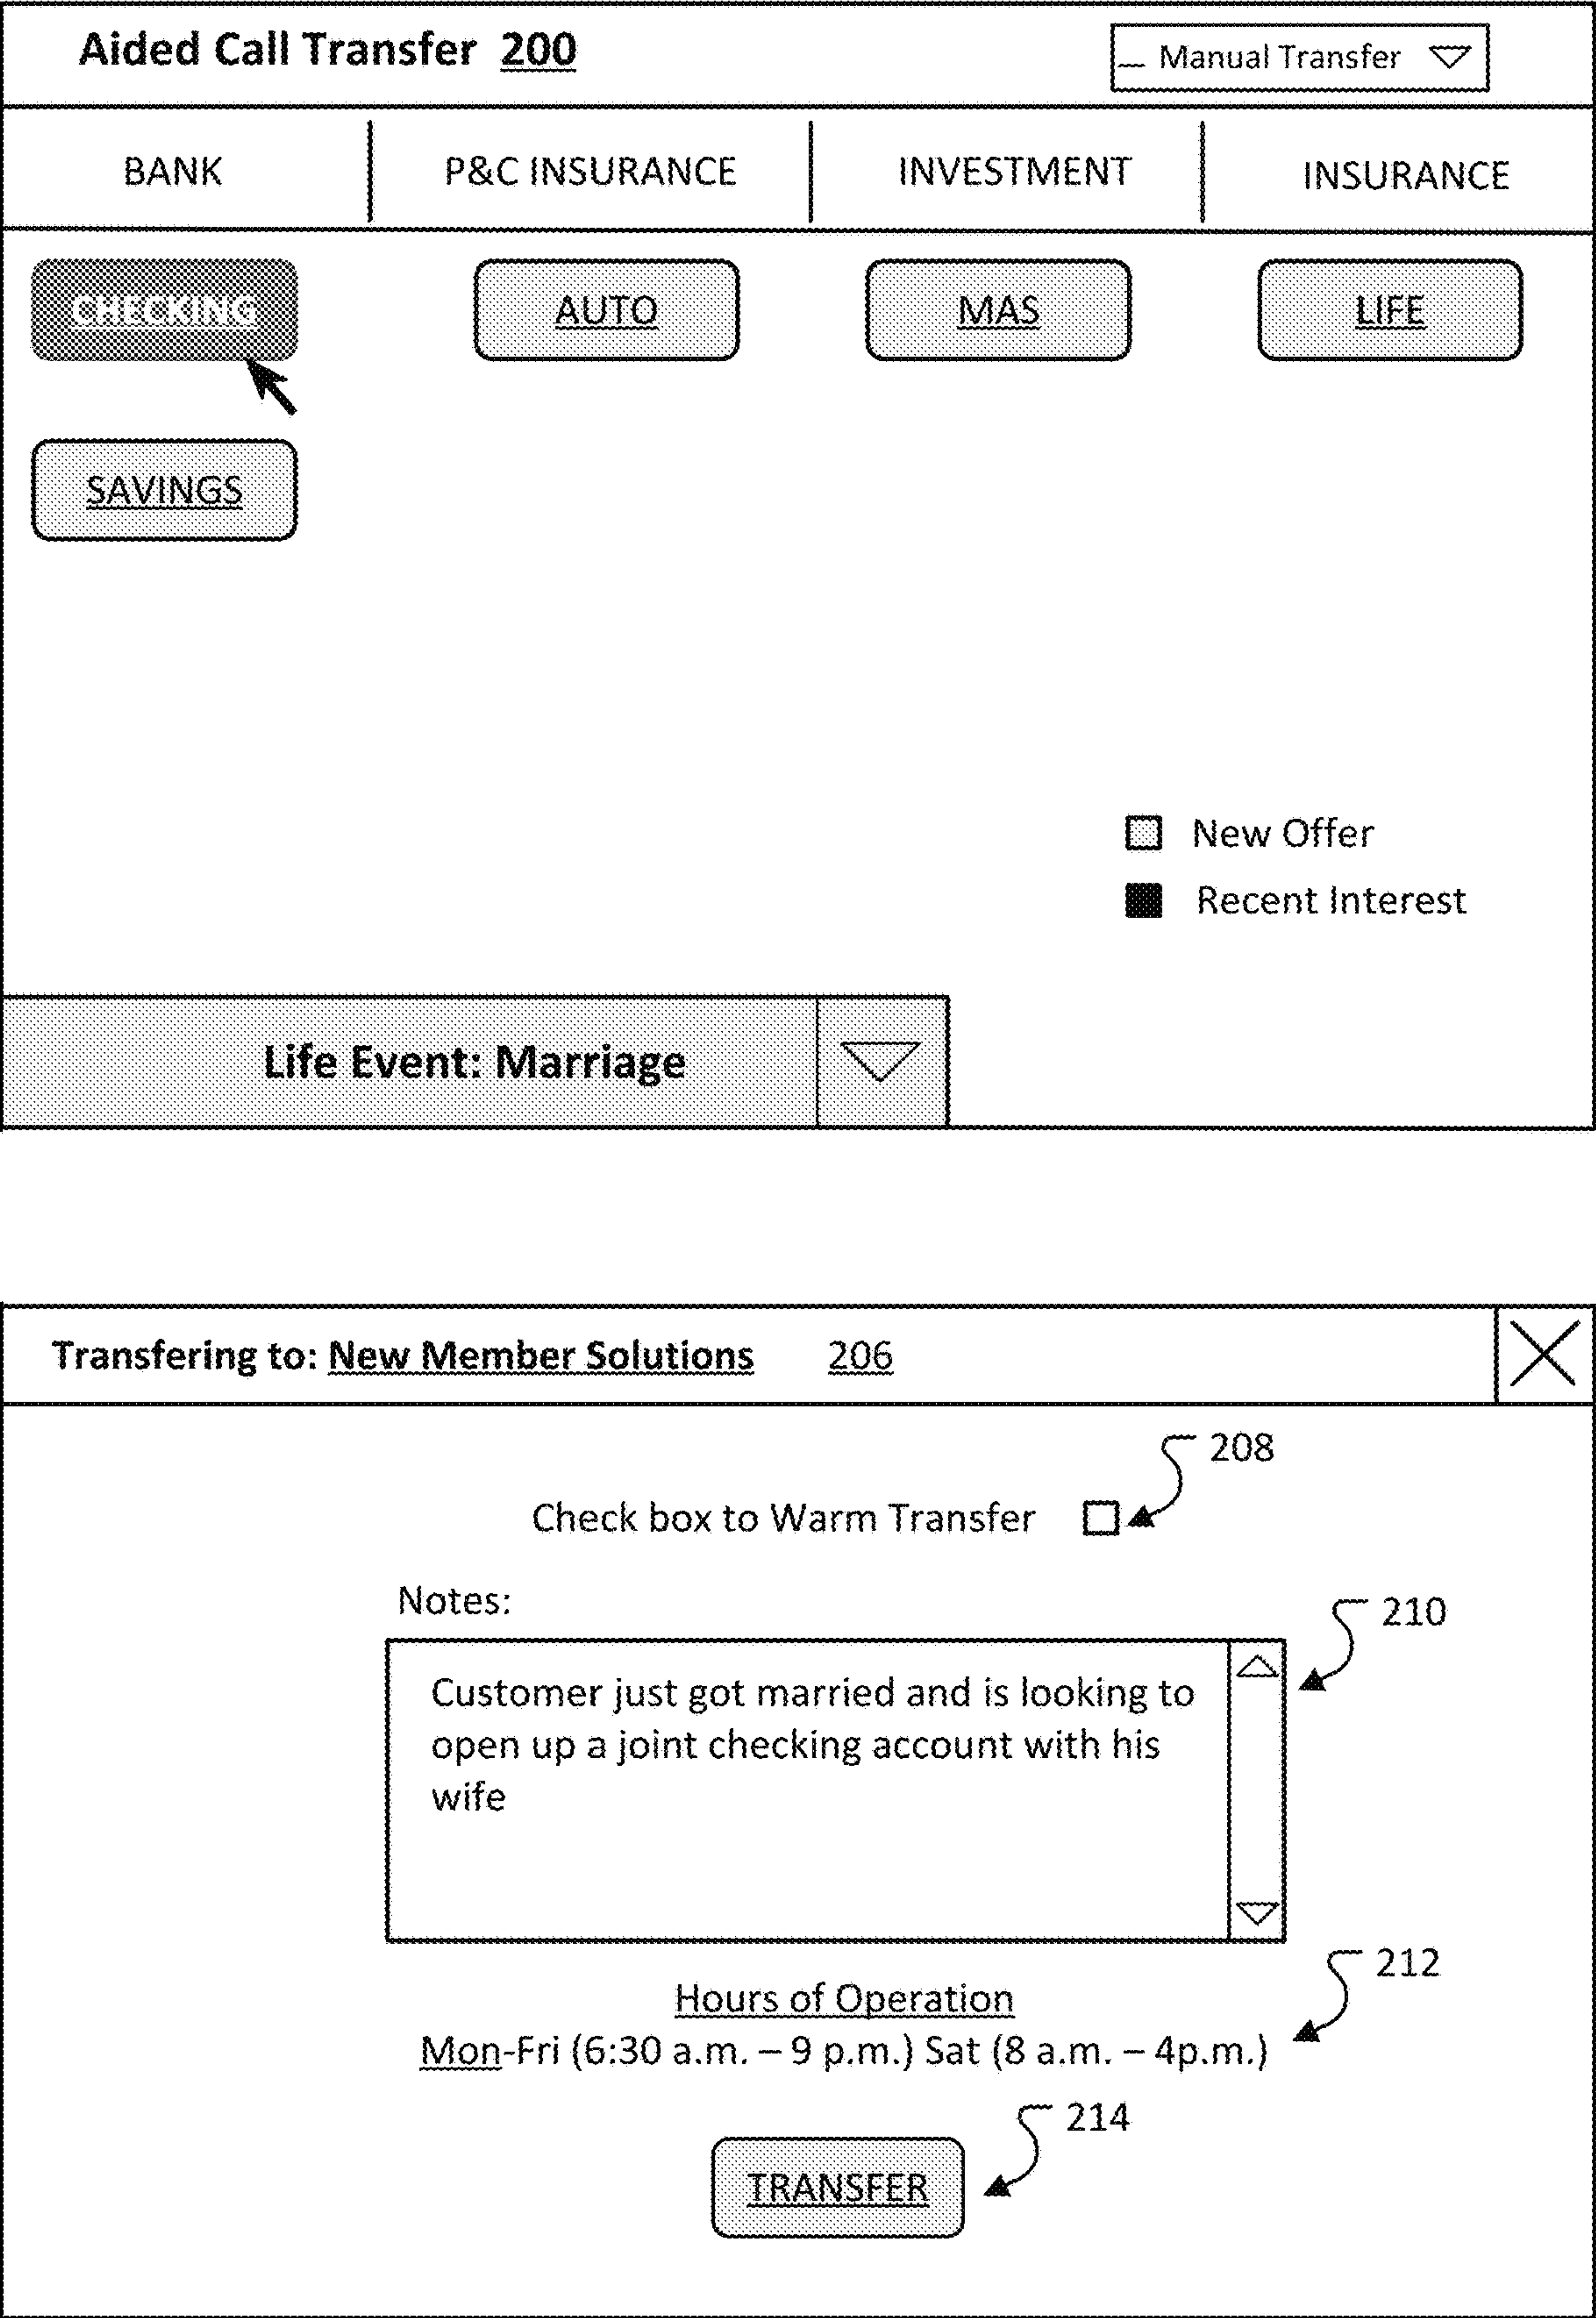 Aided Call Transfer 200
Manual Transfer
BANK
P&C INSURANCE
INVESTMENT
INSURANCE
CHECKING
AUTO
MAS
LIFE
SAVINGS
New Offer
Recent Interest
Life Event: Marriage
Transfering to: New Member Solutions 206
208
Check box to Warm Transfer
Notes:
210
Customer just got married and is looking to
open up a joint checking account with his
wife
212
Hours of Operation
Mon-Fri (6:30 a.m. – 9 p.m.) Sat (8 a.m. – 4p.m.)
214
TRANSFER